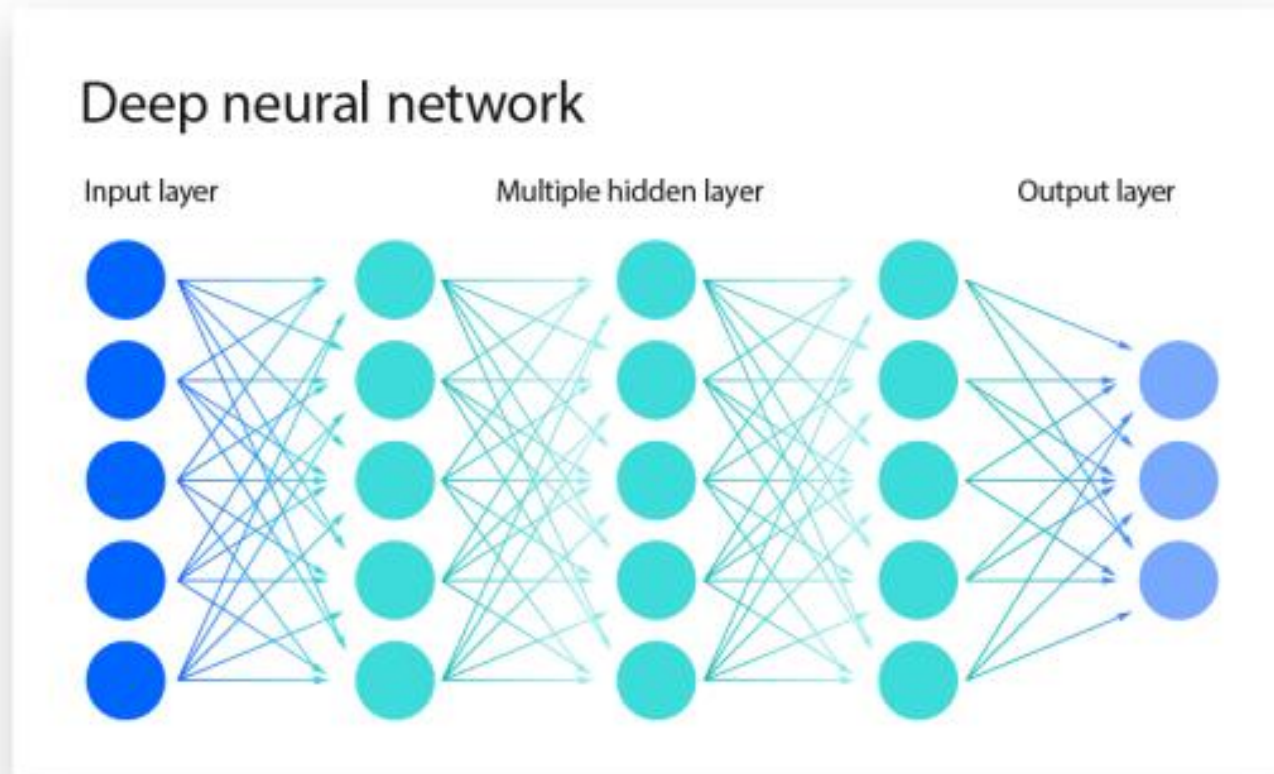 Deep neural network
Input layer
Multiple hidden layer
Output layer